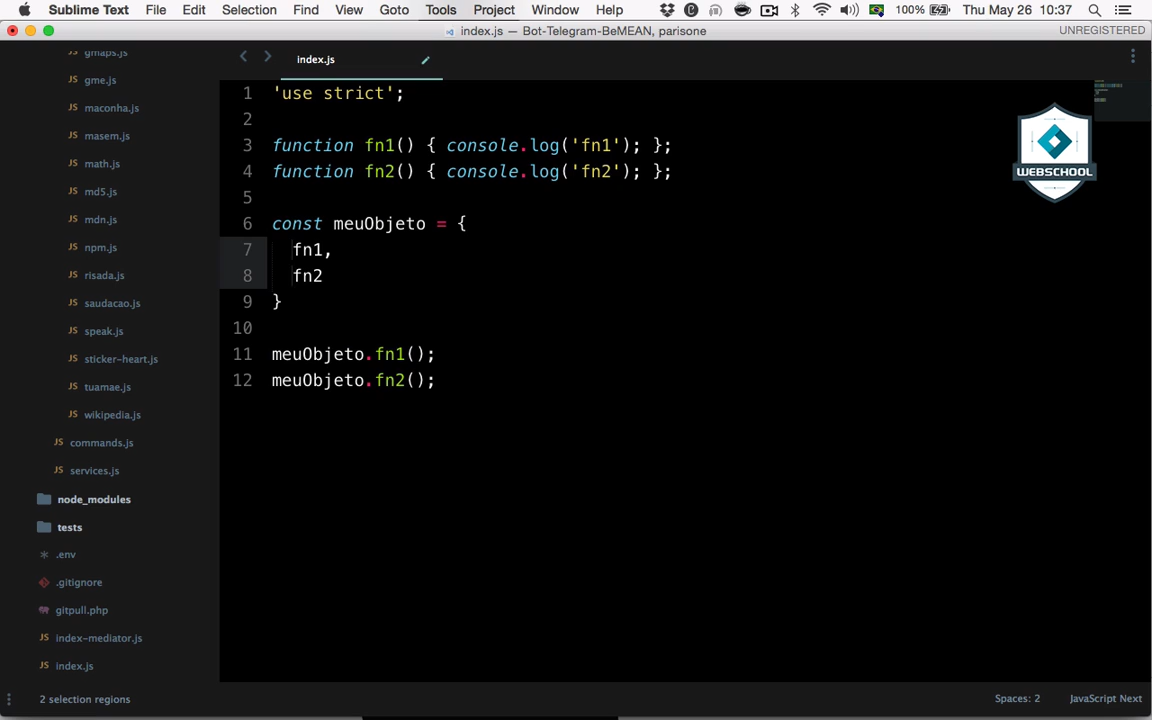 Sublime Text File Edit Selection Find View Goto Tools Project Window Help 100% Thu May 26 10:37
index.js — Bot-Telegram-BeMEAN, parisone UNREGISTERED
gmaps.js
gme.js
maconha.js
masem.js
math.js
md5.js
mdn.js
npm.js
risada.js
saudacao.js
speak.js
sticker-heart.js
tuamae.js
wikipedia.js
commands.js
services.js
node_modules
tests
.env
.gitignore
gitpull.php
index-mediator.js
index.js
index.js
1 'use strict';
2
3 function fn1() { console.log('fn1'); };
4 function fn2() { console.log('fn2'); };
5
6 const meuObjeto = {
7 fn1,
8 fn2
9 }
10
11 meuObjeto.fn1();
12 meuObjeto.fn2();
WEBSCHOOL
2 selection regions Spaces: 2 JavaScript Next